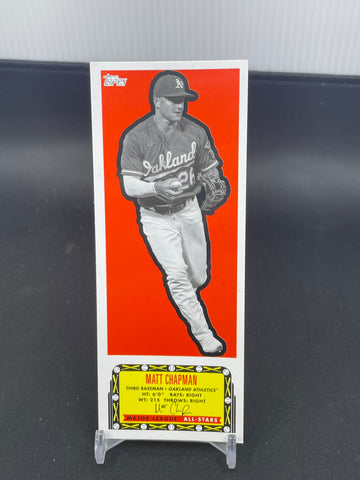 Topps
Oakland
26
MATT CHAPMAN
THIRD BASEMAN • OAKLAND ATHLETICS™
HT: 6'0" BATS: RIGHT
WT: 215 THROWS: RIGHT
MAJOR LEAGUE ALL-STARS